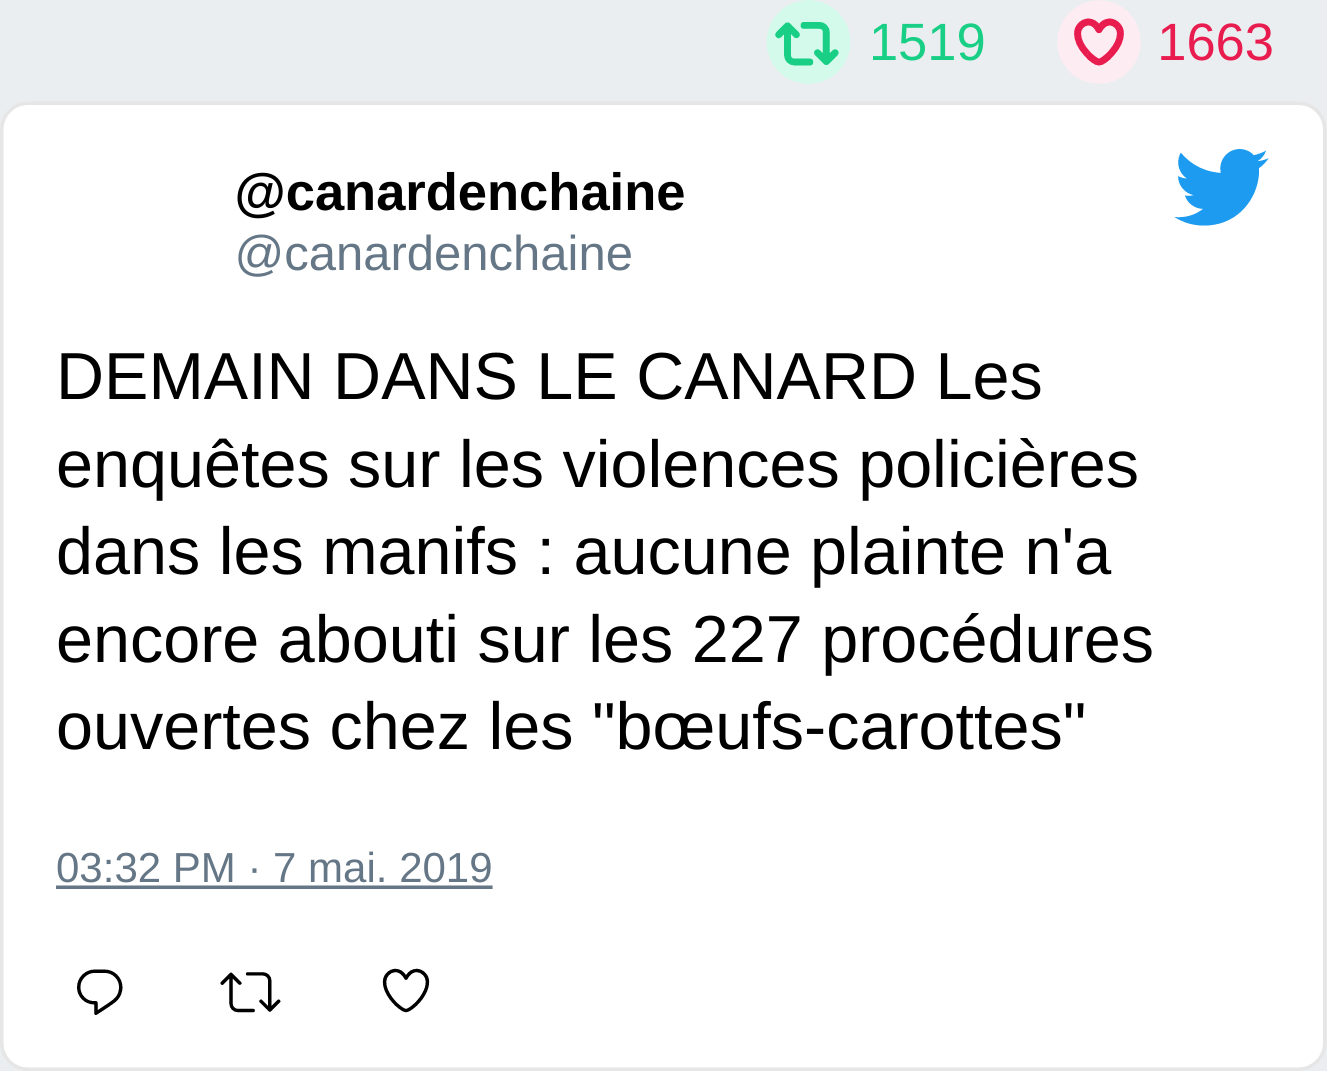 1519 1663
@canardenchaine
@canardenchaine
DEMAIN DANS LE CANARD Les
enquêtes sur les violences policières
dans les manifs : aucune plainte n'a
encore abouti sur les 227 procédures
ouvertes chez les "bœufs-carottes"
03:32 PM · 7 mai. 2019